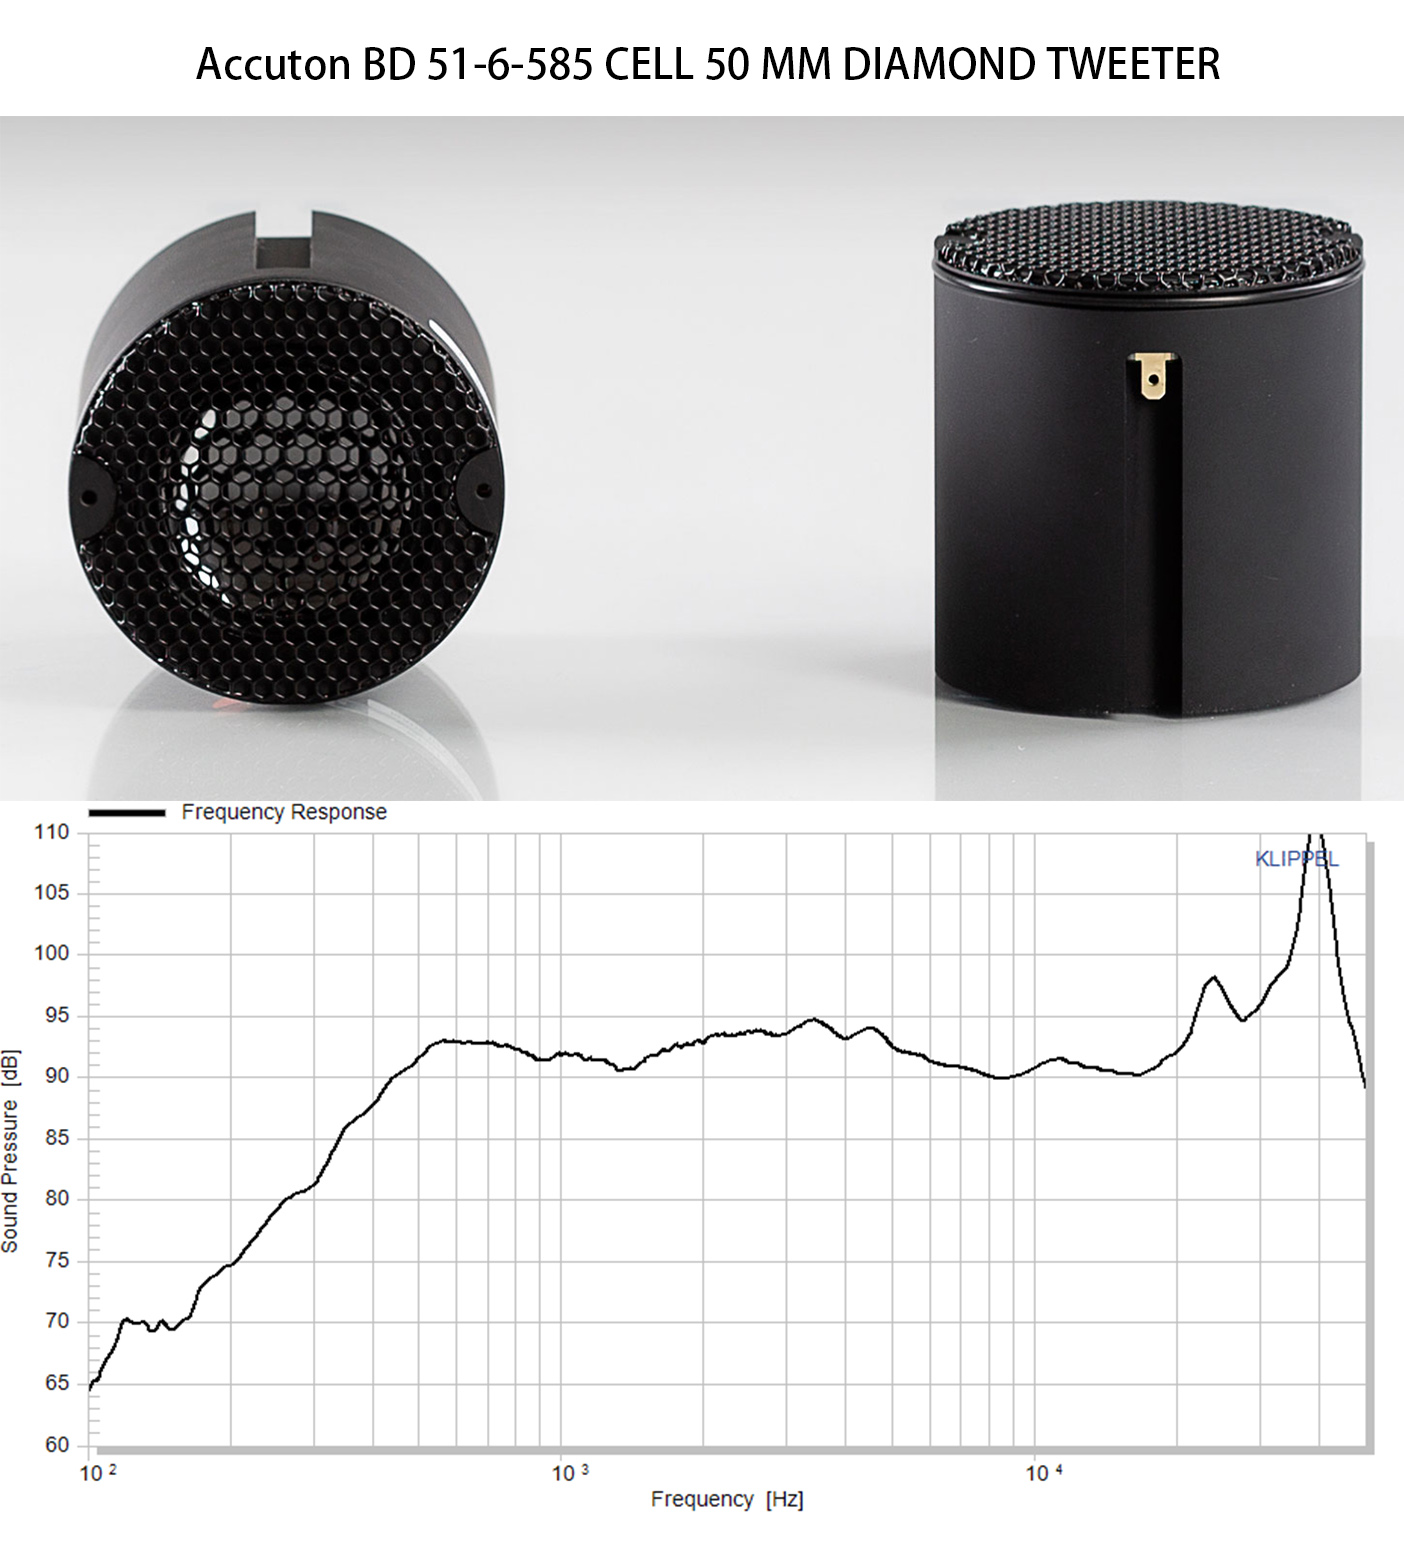 Accuton BD 51-6-585 CELL 50 MM DIAMOND TWEETER
Frequency Response
KLIPPEL
110
105
100
95
90
85
80
75
70
65
60
Sound Pressure [dB]
10 2
10 3
10 4
Frequency [Hz]